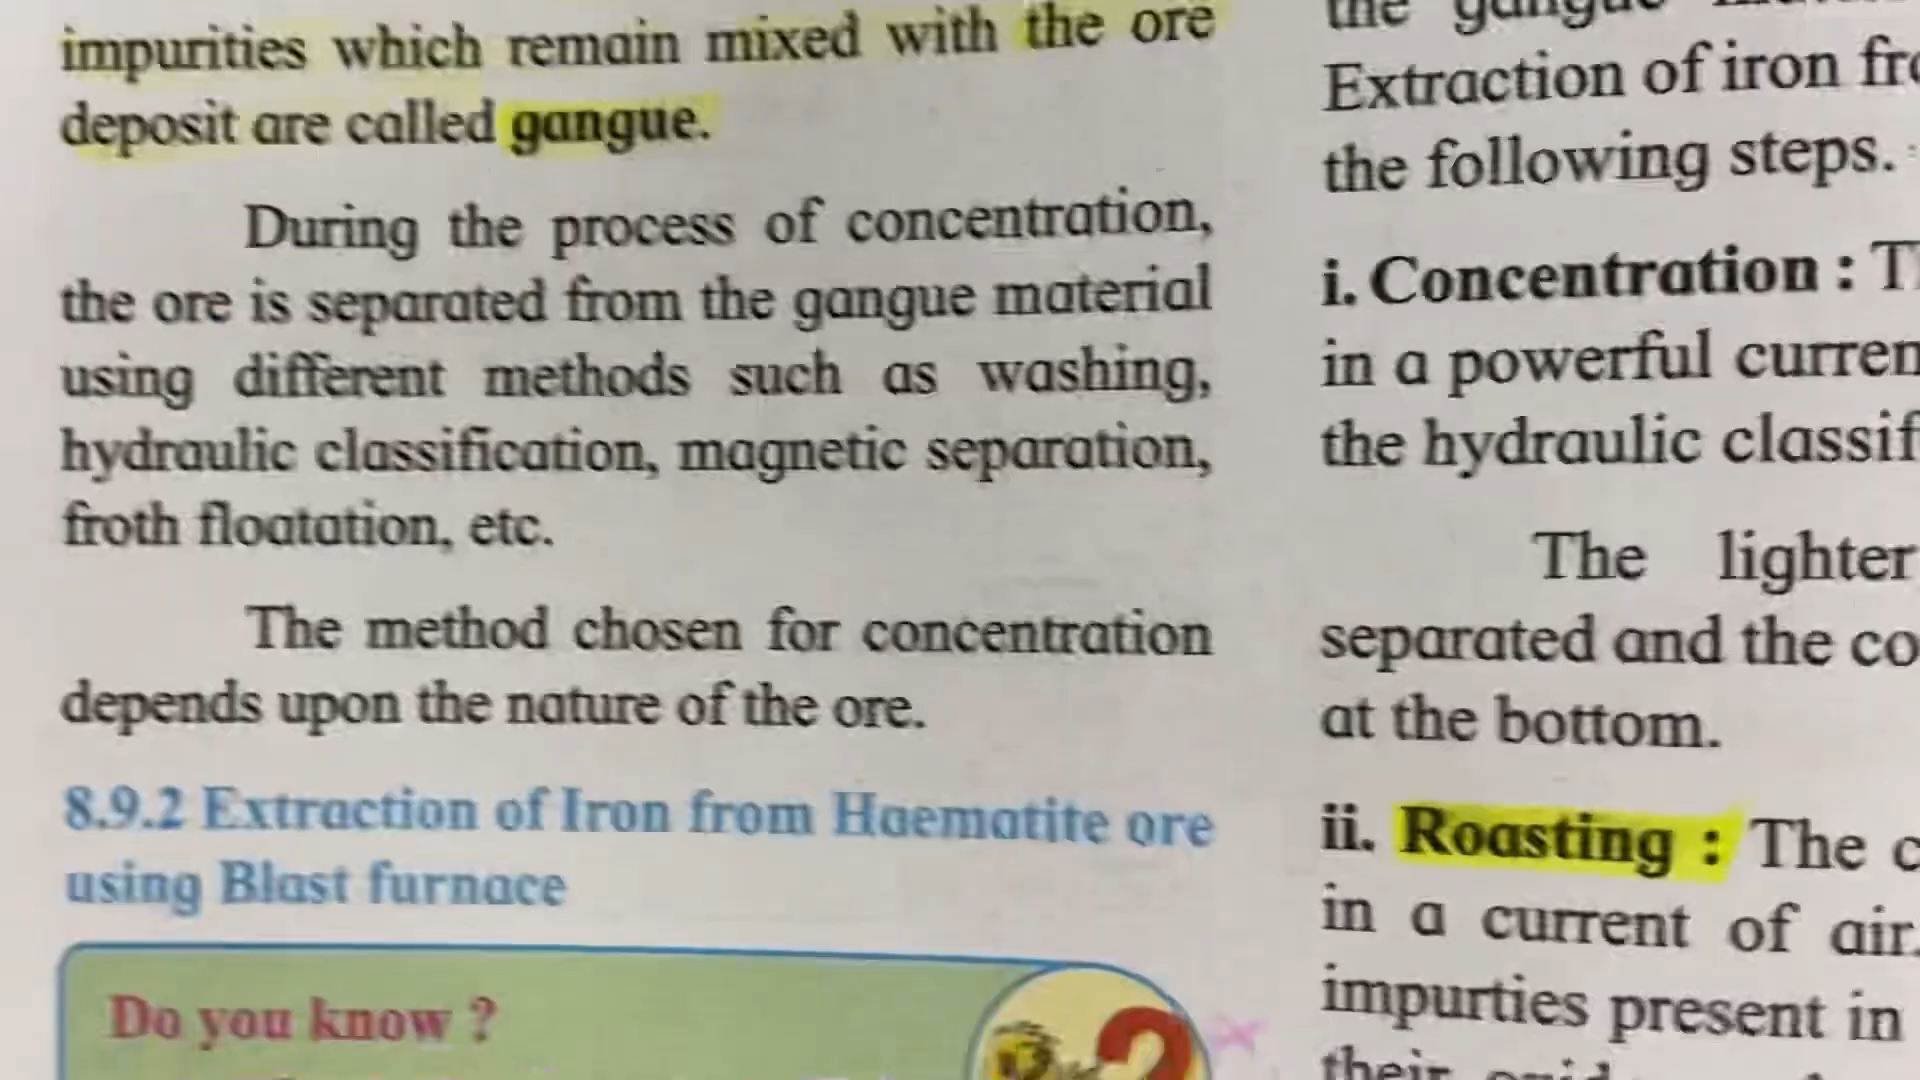 impurities which remain mixed with the ore
deposit are called gangue.
During the process of concentration,
the ore is separated from the gangue material
using different methods such as washing,
hydraulic classification, magnetic separation,
froth floatation, etc.
The method chosen for concentration
depends upon the nature of the ore.
8.9.2 Extraction of Iron from Haematite ore
using Blast furnace
Do you know ?
the gangue
Extraction of iron
the following steps.
i. Concentration :
in a powerful
the hydraulic
The lighter
separated and the
at the bottom.
ii. Roasting : The
in a current of air.
impurties present in
their